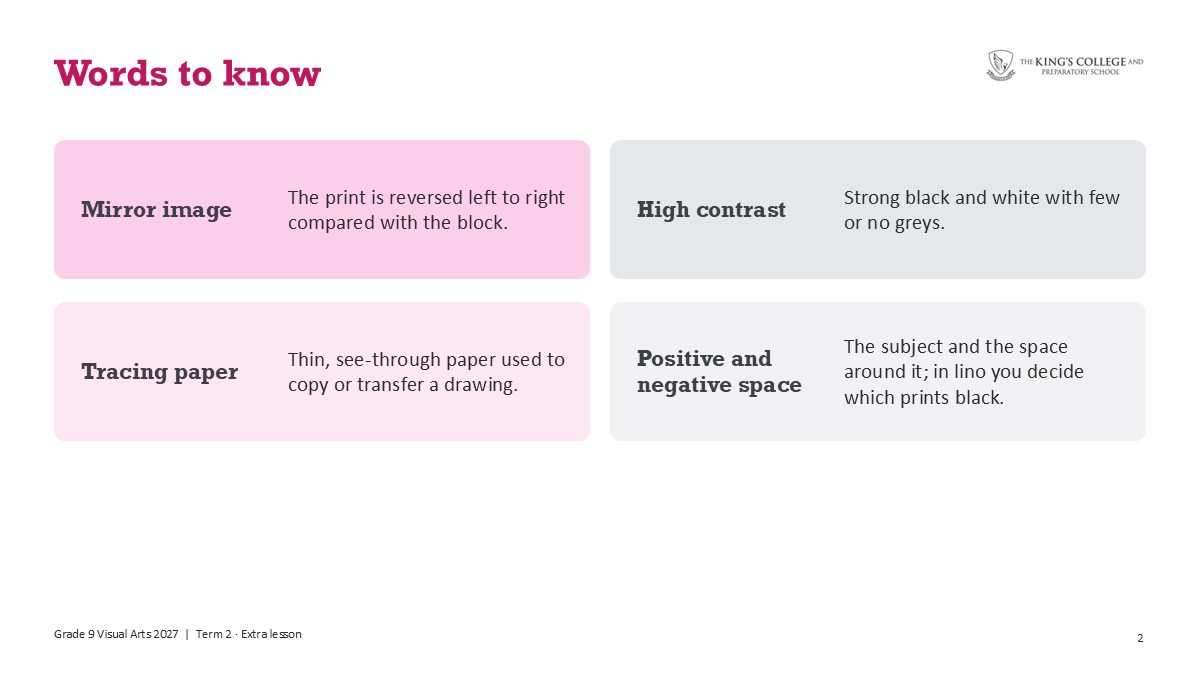 Words to know
THE KING'S COLLEGE AND
PREPARATORY SCHOOL
Mirror image
The print is reversed left to right
compared with the block.
High contrast
Strong black and white with few
or no greys.
Tracing paper
Thin, see-through paper used to
copy or transfer a drawing.
Positive and
negative space
The subject and the space
around it; in lino you decide
which prints black.
Grade 9 Visual Arts 2027 | Term 2 · Extra lesson
2